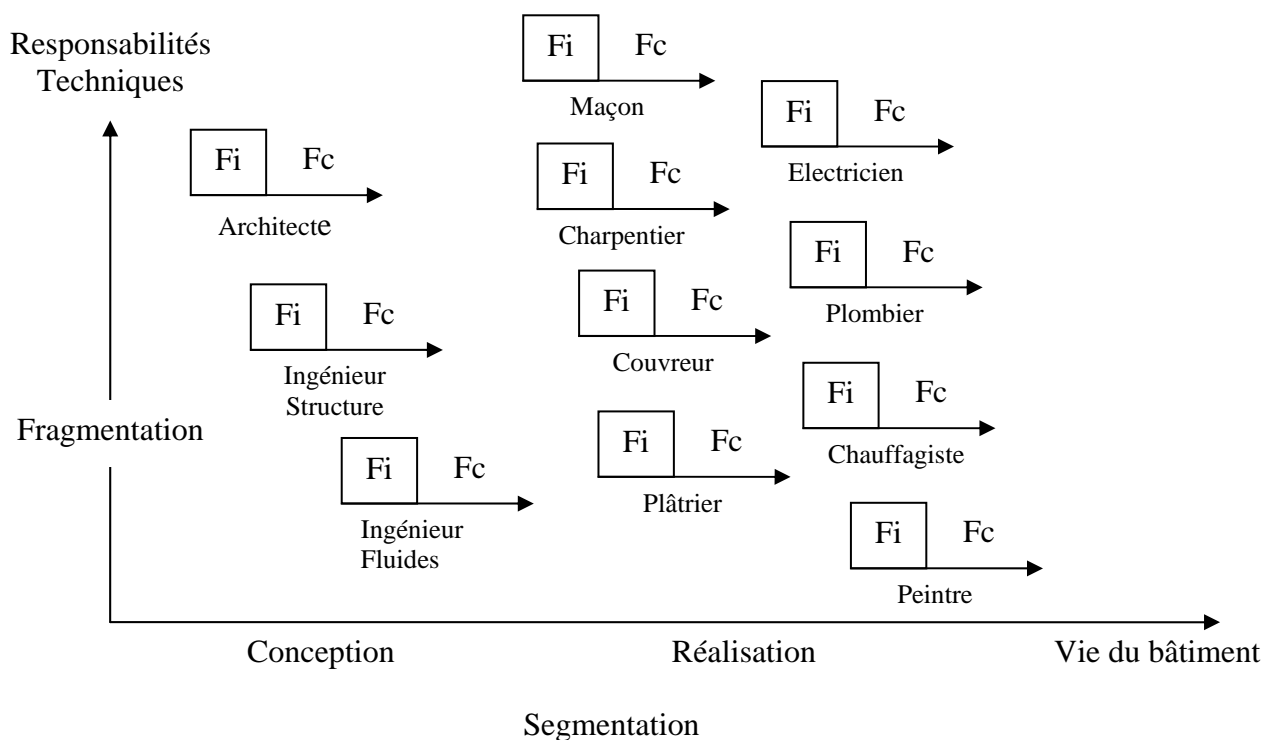 Responsabilités
Techniques
Fi Fc
Maçon
Fi Fc
Electricien
Fi Fc
Architecte
Fi Fc
Charpentier
Fi Fc
Plombier
Fi Fc
Ingénieur
Structure
Fi Fc
Couvreur
Fi Fc
Chauffagiste
Fragmentation
Fi Fc
Ingénieur
Fluides
Fi Fc
Plâtrier
Fi Fc
Peintre
Conception
Réalisation
Vie du bâtiment
Segmentation